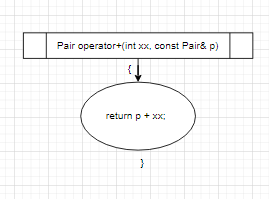 Pair operator+(int xx, const Pair& p)
{
return p + xx;
}